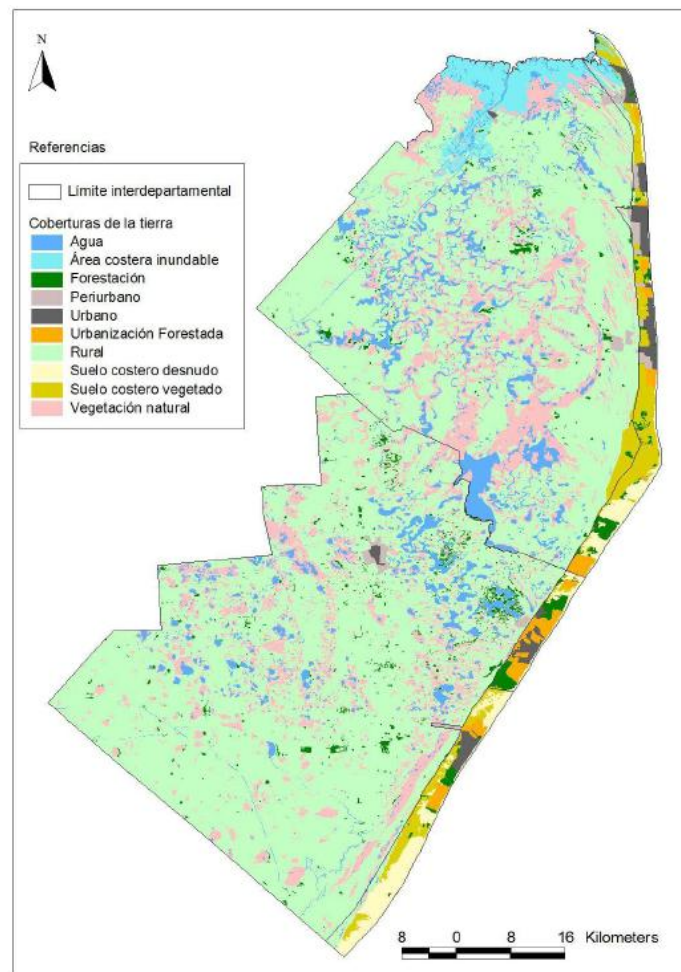 N
Referencias
Límite interdepartamental
Coberturas de la tierra
Agua
Área costera inundable
Forestación
Periurbano
Urbano
Urbanización Forestada
Rural
Suelo costero desnudo
Suelo costero vegetado
Vegetación natural
8 0 8 16 Kilometers